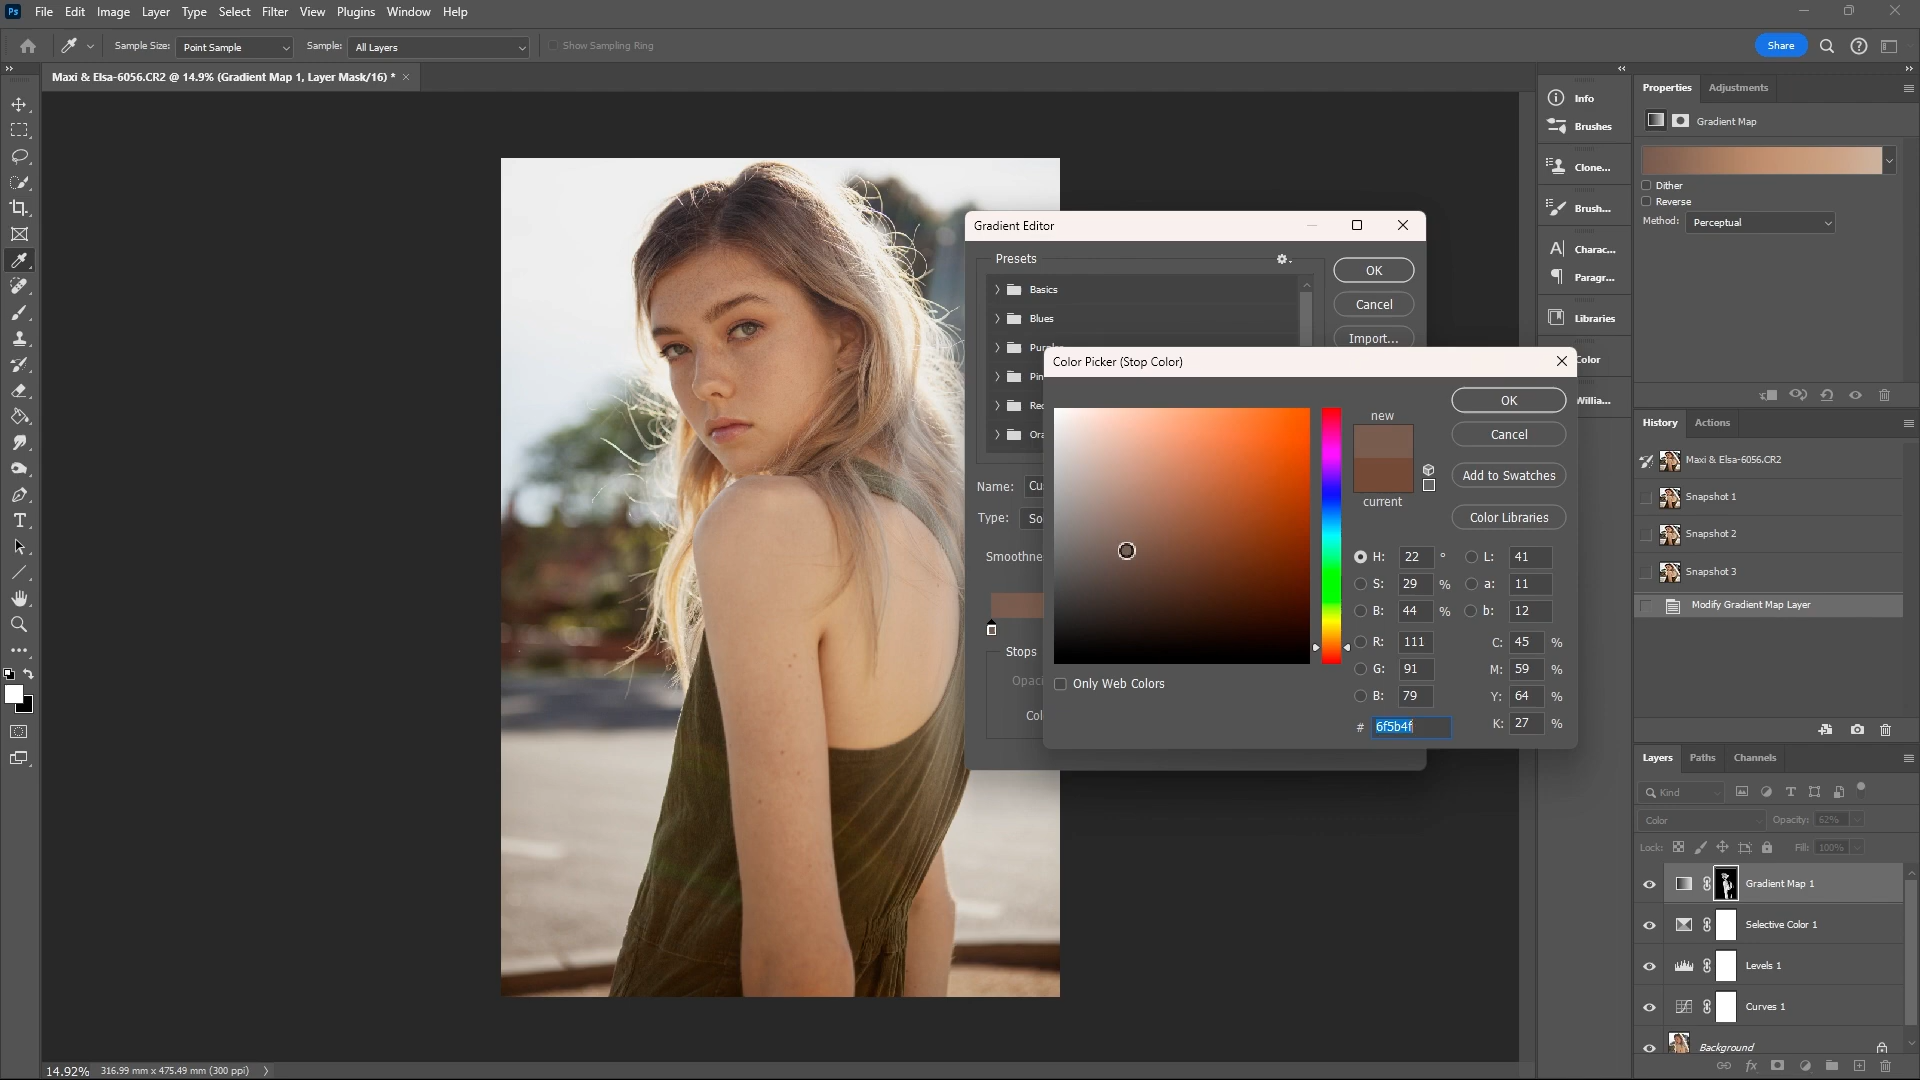 Ps File Edit Image Layer Type Select Filter View Plugins Window Help
Sample Size: Point Sample Sample: All Layers Show Sampling Ring Share
Maxi & Elsa-6056.CR2 @ 14.9% (Gradient Map 1, Layer Mask/16) * ×
Gradient Editor
Presets
Basics
Blues
OK
Cancel
Import...
Name:
Type:
Stops
Color Picker (Stop Color)
new
current
OK
Cancel
Add to Swatches
Color Libraries
H: 22 ° L: 41
S: 29 % a: 11
B: 44 % b: 12
R: 111 C: 45 %
G: 91 M: 59 %
B: 79 Y: 64 %
# 6f5b4f K: 27 %
Only Web Colors
Info
Brushes
Clone...
Brush...
Charac...
Paragr...
Libraries
Color
Willia...
Properties Adjustments
Gradient Map
Dither
Reverse
Method: Perceptual
History Actions
Maxi & Elsa-6056.CR2
Snapshot 1
Snapshot 2
Snapshot 3
Modify Gradient Map Layer
Layers Paths Channels
Kind
Color Opacity: 62%
Lock: Fill: 100%
Gradient Map 1
Selective Color 1
Levels 1
Curves 1
Background
14.92% 316.99 mm x 475.49 mm (300 ppi)